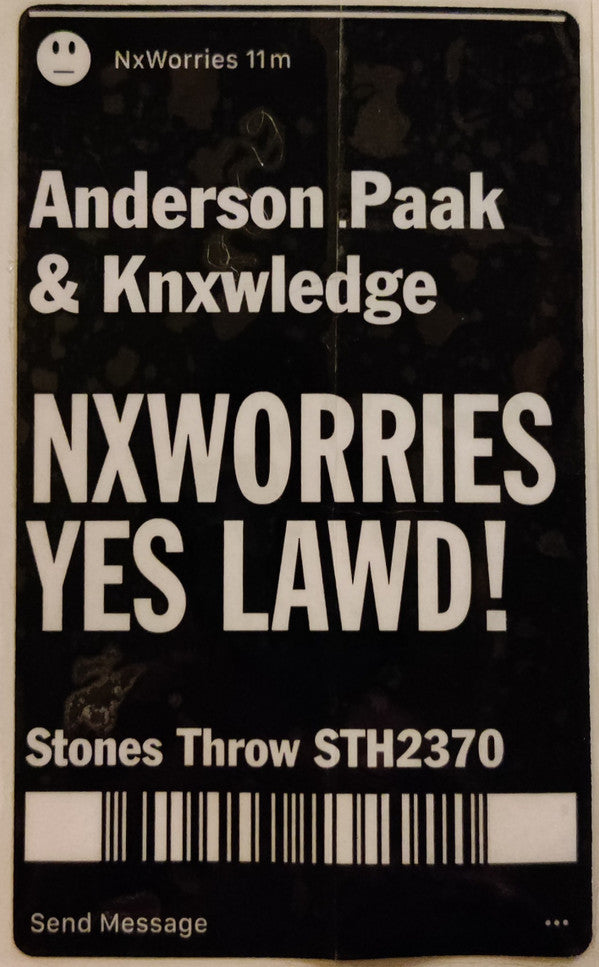 NxWorries 11m
Anderson .Paak
& Knxwledge
NXWORRIES
YES LAWD!
Stones Throw STH2370
Send Message
...